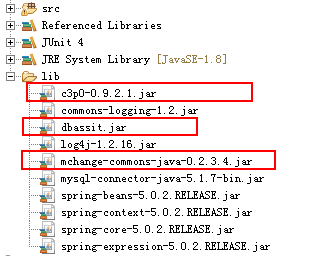 src
Referenced Libraries
JUnit 4
JRE System Library [JavaSE-1.8]
lib
c3p0-0.9.2.1.jar
commons-logging-1.2.jar
dbassit.jar
log4j-1.2.16.jar
mchange-commons-java-0.2.3.4.jar
mysql-connector-java-5.1.7-bin.jar
spring-beans-5.0.2.RELEASE.jar
spring-context-5.0.2.RELEASE.jar
spring-core-5.0.2.RELEASE.jar
spring-expression-5.0.2.RELEASE.jar